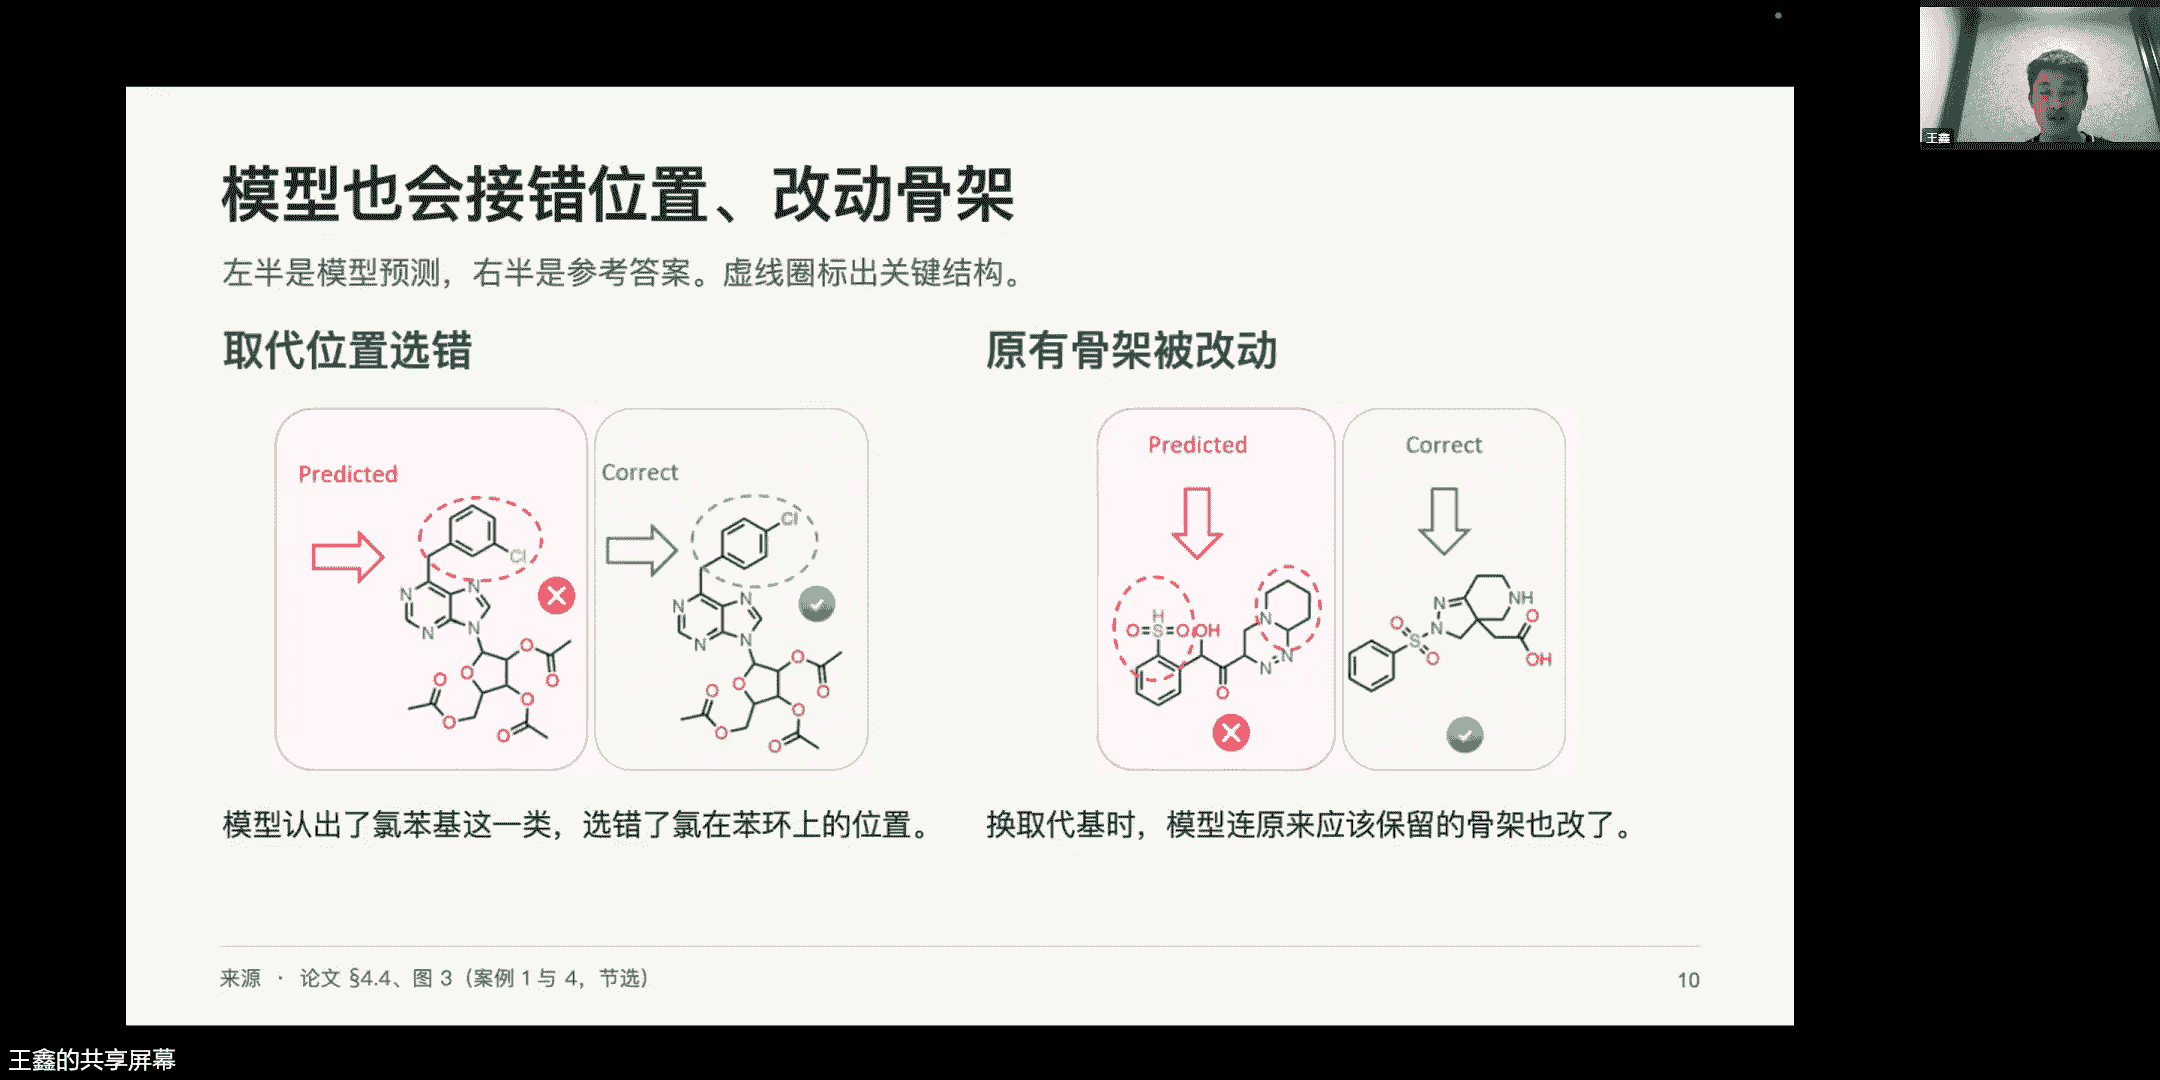 王鑫
模型也会接错位置、改动骨架
左半是模型预测，右半是参考答案。虚线圈标出关键结构。
取代位置选错
原有骨架被改动
Predicted
Correct
Cl
Cl
N
N
N
N
N
N
N
N
O
O
O
O
O
O
O
O
O
O
O
O
O
O
Predicted
Correct
H
O=S=O
OH
N
N
N
O
N
N
NH
O
S
O
O
OH
模型认出了氯苯基这一类，选错了氯在苯环上的位置。
换取代基时，模型连原来应该保留的骨架也改了。
来源 · 论文 §4.4、图 3（案例 1 与 4，节选）
10
王鑫的共享屏幕